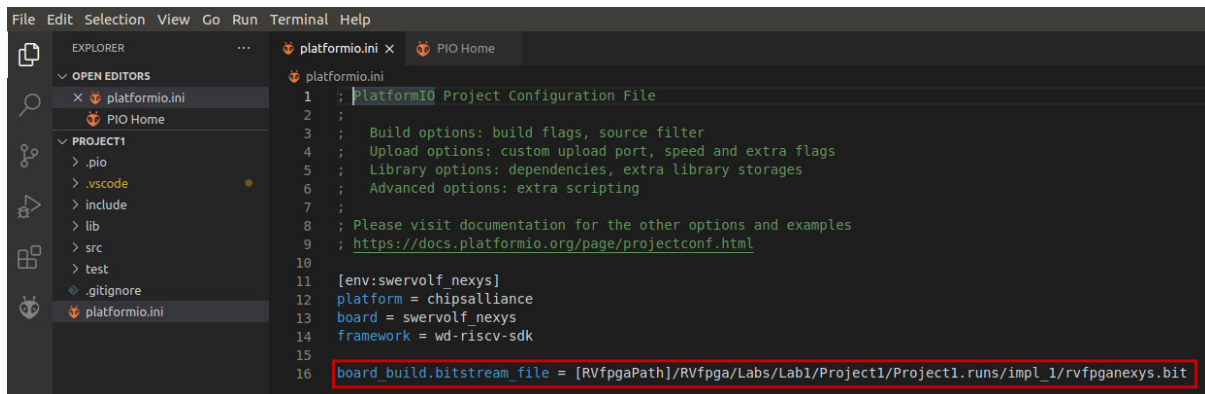 File Edit Selection View Go Run Terminal Help
EXPLORER ...
OPEN EDITORS
platformio.ini
PIO Home
PROJECT1
.pio
.vscode
include
lib
src
test
.gitignore
platformio.ini
platformio.ini PIO Home
platformio.ini
1 ; PlatformIO Project Configuration File
2 ;
3 ;   Build options: build flags, source filter
4 ;   Upload options: custom upload port, speed and extra flags
5 ;   Library options: dependencies, extra library storages
6 ;   Advanced options: extra scripting
7 ;
8 ; Please visit documentation for the other options and examples
9 ; https://docs.platformio.org/page/projectconf.html
10
11 [env:swervolf_nexys]
12 platform = chipsalliance
13 board = swervolf_nexys
14 framework = wd-riscv-sdk
15
16 board_build.bitstream_file = [RVfpgaPath]/RVfpga/Labs/Lab1/Project1/Project1.runs/impl_1/rvfpganexys.bit